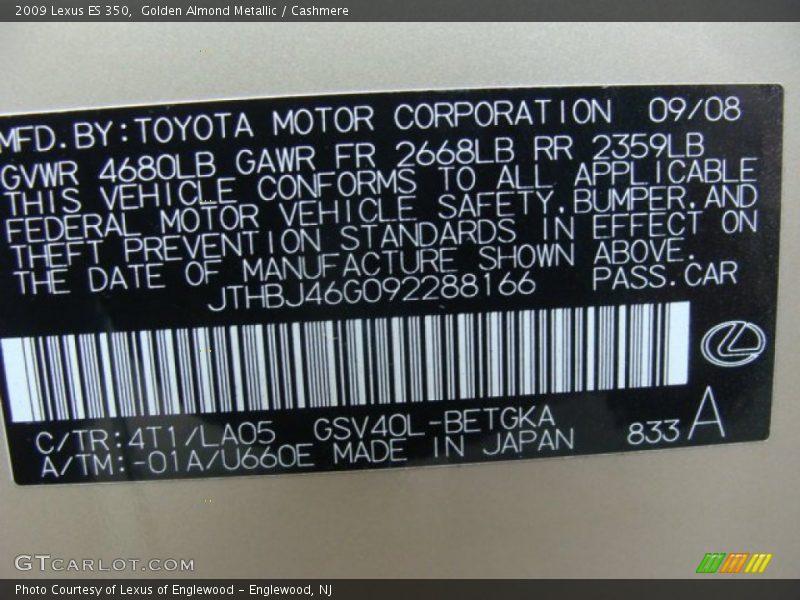 2009 Lexus ES 350,  Golden Almond Metallic / Cashmere
MFD.BY:TOYOTA MOTOR CORPORATION 09/08
GVWR 4680LB GAWR FR 2668LB RR 2359LB
THIS VEHICLE CONFORMS TO ALL APPLICABLE
FEDERAL MOTOR VEHICLE SAFETY,BUMPER,AND
THEFT PREVENTION STANDARDS IN EFFECT ON
THE DATE OF MANUFACTURE SHOWN ABOVE.
JTHBJ46G092288166 PASS.CAR
C/TR:4T1/LA05 GSV40L-BETGKA
A/TM:-01A/U660E MADE IN JAPAN 833A
GTCARLOT.COM
Photo Courtesy of Lexus of Englewood – Englewood, NJ